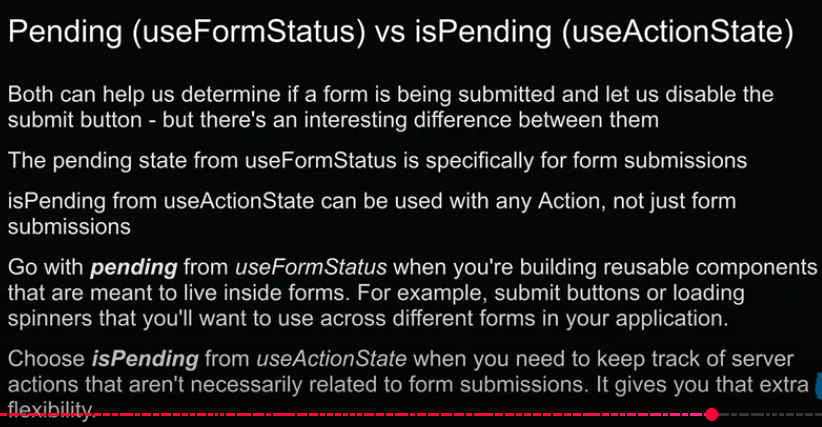 Pending (useFormStatus) vs isPending (useActionState)
Both can help us determine if a form is being submitted and let us disable the
submit button - but there's an interesting difference between them
The pending state from useFormStatus is specifically for form submissions
isPending from useActionState can be used with any Action, not just form
submissions
Go with pending from useFormStatus when you're building reusable components
that are meant to live inside forms. For example, submit buttons or loading
spinners that you'll want to use across different forms in your application.
Choose isPending from useActionState when you need to keep track of server
actions that aren't necessarily related to form submissions. It gives you that extra
flexibility.